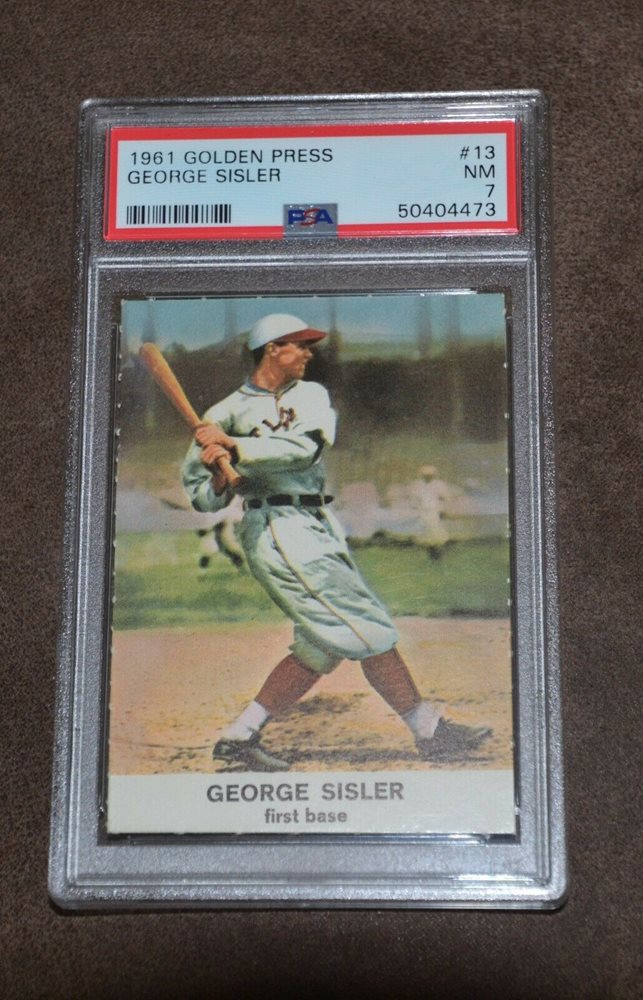 1961 GOLDEN PRESS #13
GEORGE SISLER NM
7
PSA 50404473
GEORGE SISLER
first base